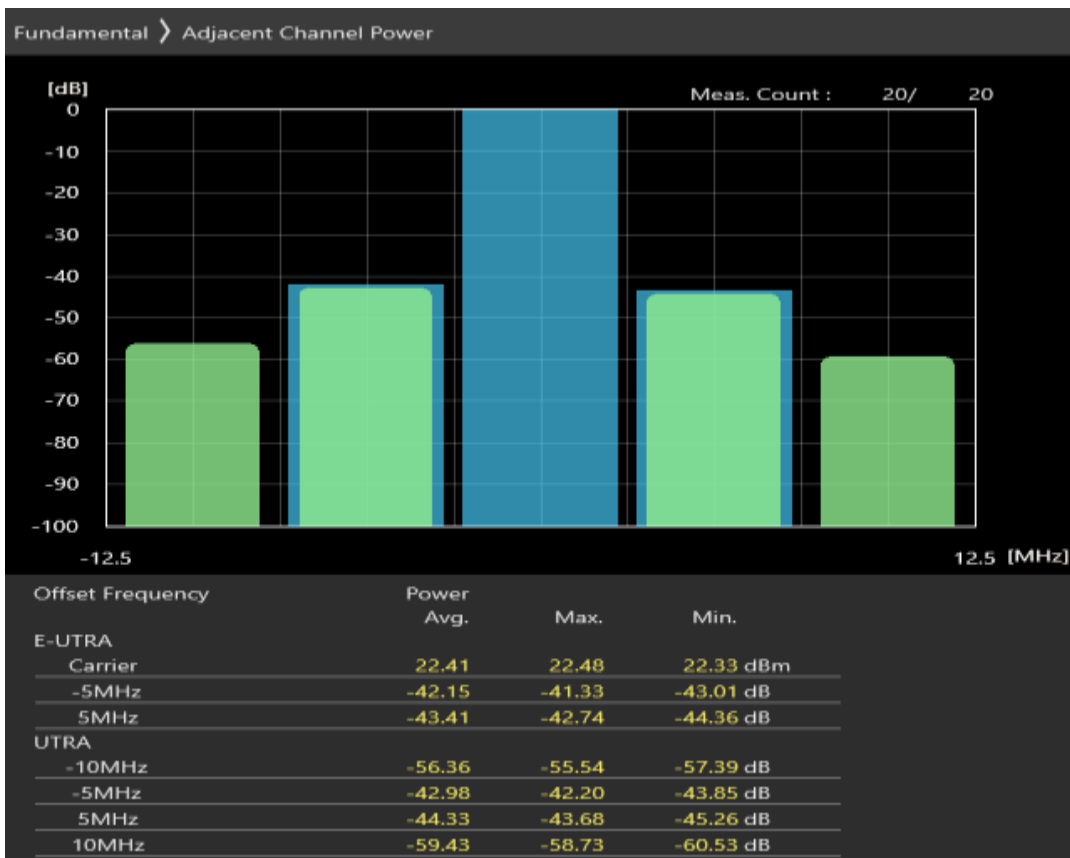 Fundamental 〉 Adjacent Channel Power
[dB]
Meas. Count : 20/ 20
0
-10
-20
-30
-40
-50
-60
-70
-80
-90
-100
-12.5 12.5 [MHz]
Offset Frequency Power
Avg. Max. Min.
E-UTRA
Carrier 22.41 22.48 22.33 dBm
-5MHz -42.15 -41.33 -43.01 dB
5MHz -43.41 -42.74 -44.36 dB
UTRA
-10MHz -56.36 -55.54 -57.39 dB
-5MHz -42.98 -42.20 -43.85 dB
5MHz -44.33 -43.68 -45.26 dB
10MHz -59.43 -58.73 -60.53 dB